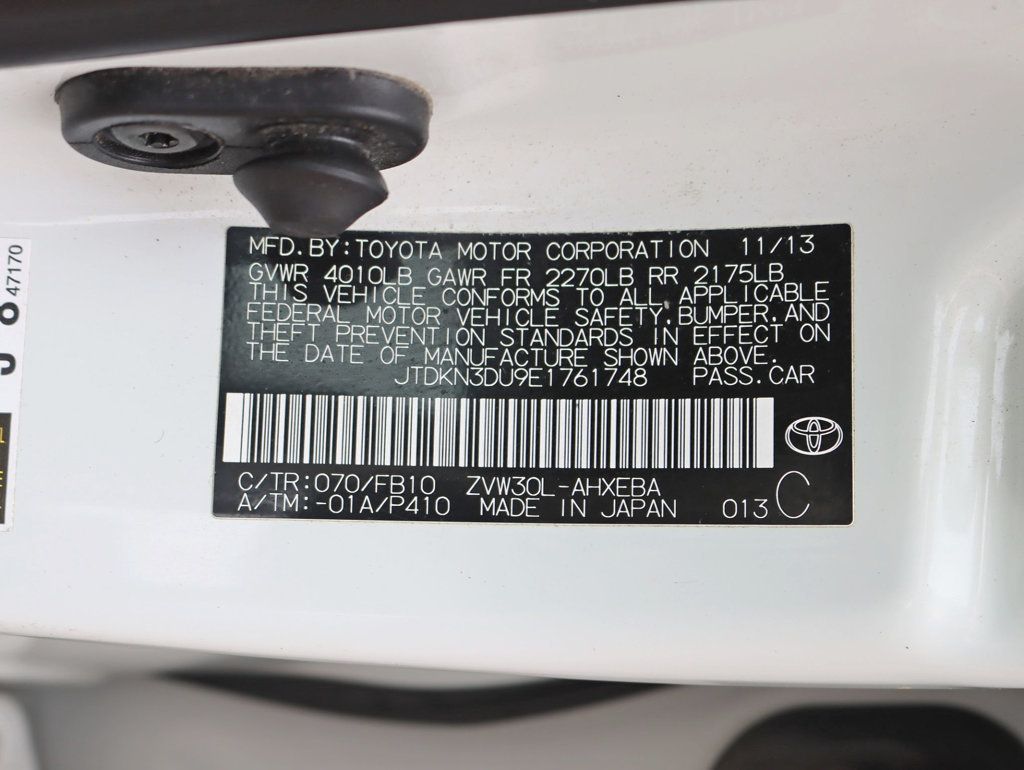 MFD.BY:TOYOTA MOTOR CORPORATION 11/13
GVWR 4010LB GAWR FR 2270LB RR 2175LB
THIS VEHICLE CONFORMS TO ALL APPLICABLE
FEDERAL MOTOR VEHICLE SAFETY,BUMPER,AND
THEFT PREVENTION STANDARDS IN EFFECT ON
THE DATE OF MANUFACTURE SHOWN ABOVE.
JTDKN3DU9E1761748 PASS.CAR
C/TR:070/FB10 ZVW30L-AHXEBA
A/TM:-01A/P410 MADE IN JAPAN 013 C
47170